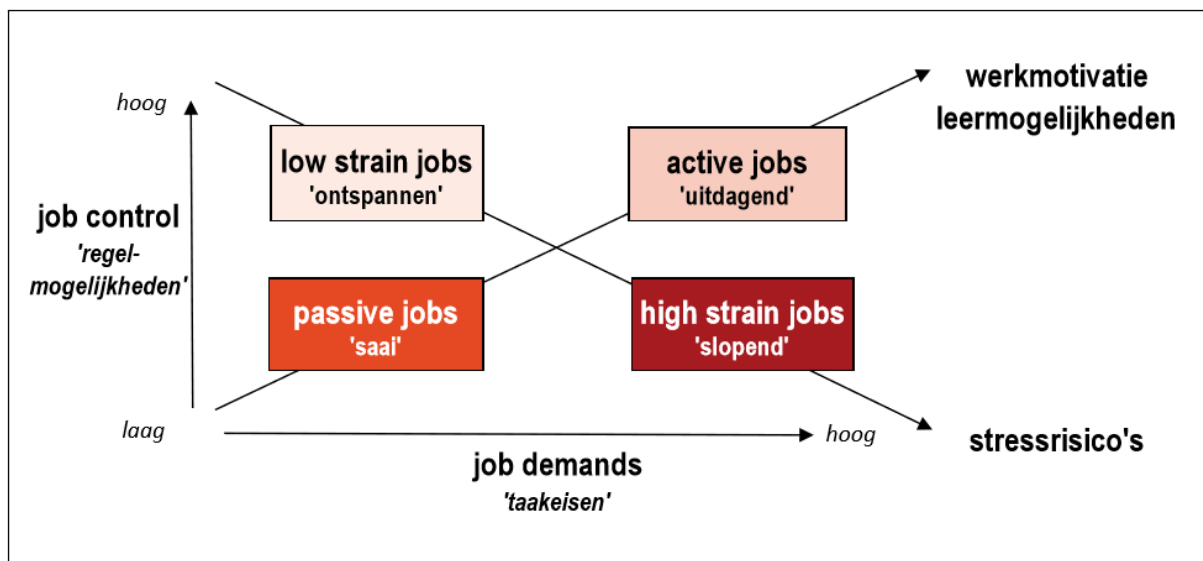 werkmotivatie
leermogelijkheden
hoog
low strain jobs
'ontspannen'
active jobs
'uitdagend'
job control
'regel-
mogelijkheden'
passive jobs
'saai'
high strain jobs
'slopend'
laag
hoog
stressrisico's
job demands
'taakeisen'